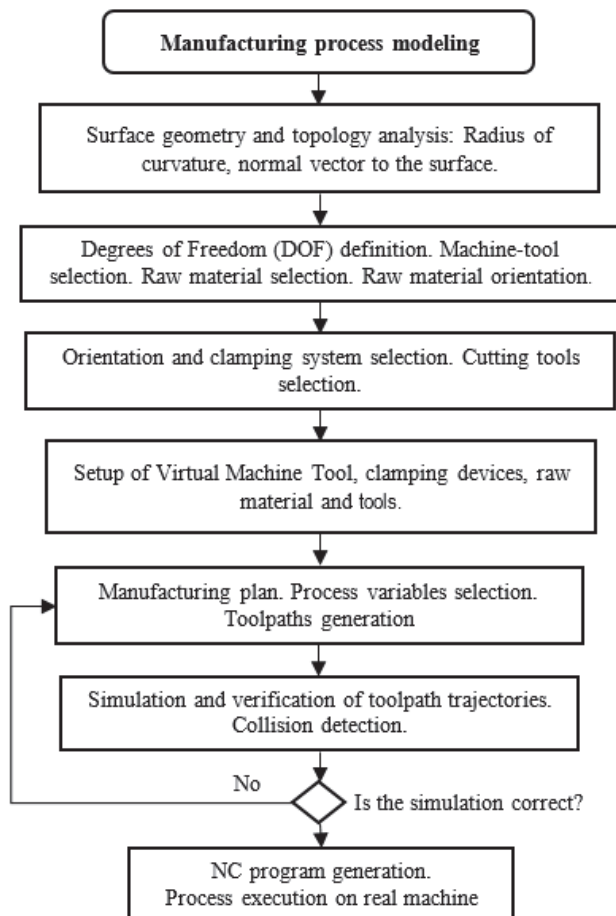 Manufacturing process modeling
Surface geometry and topology analysis: Radius of
curvature, normal vector to the surface.
Degrees of Freedom (DOF) definition. Machine-tool
selection. Raw material selection. Raw material orientation.
Orientation and clamping system selection. Cutting tools
selection.
Setup of Virtual Machine Tool, clamping devices, raw
material and tools.
Manufacturing plan. Process variables selection.
Toolpaths generation
Simulation and verification of toolpath trajectories.
Collision detection.
No
Is the simulation correct?
NC program generation.
Process execution on real machine